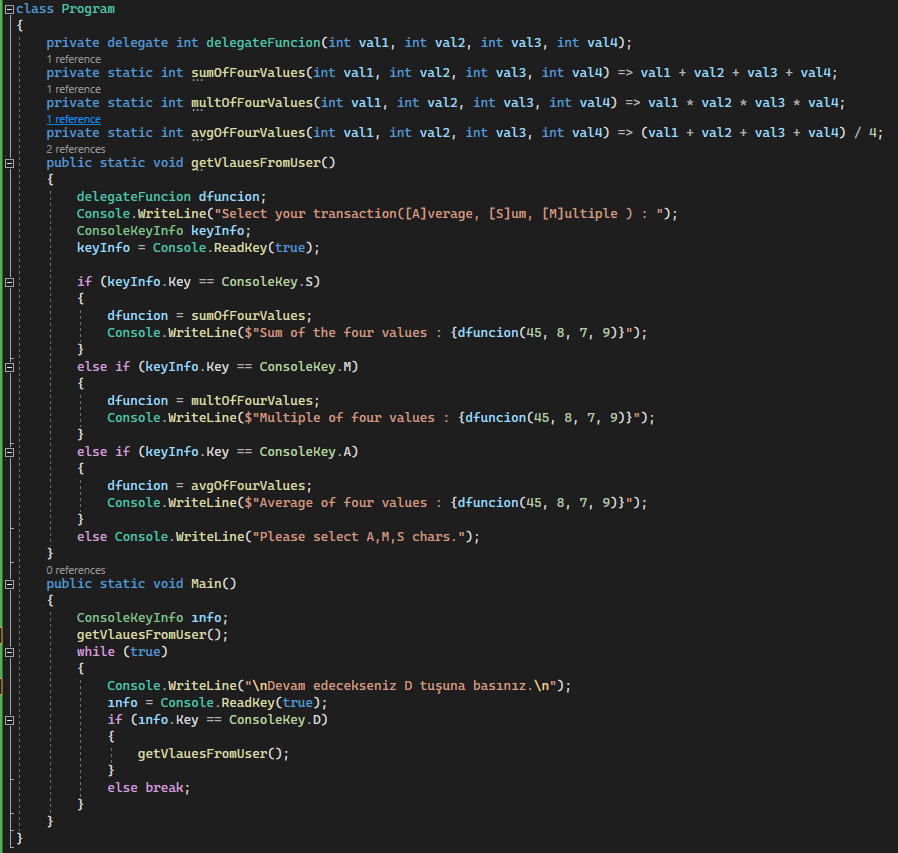 class Program
{
private delegate int delegateFuncion(int val1, int val2, int val3, int val4);
1 reference
private static int sumOfFourValues(int val1, int val2, int val3, int val4) => val1 + val2 + val3 + val4;
1 reference
private static int multOfFourValues(int val1, int val2, int val3, int val4) => val1 * val2 * val3 * val4;
1 reference
private static int avgOfFourValues(int val1, int val2, int val3, int val4) => (val1 + val2 + val3 + val4) / 4;
2 references
public static void getVlauesFromUser()
{
delegateFuncion dfuncion;
Console.WriteLine("Select your transaction([A]verage, [S]um, [M]ultiple ) : ");
ConsoleKeyInfo keyInfo;
keyInfo = Console.ReadKey(true);
if (keyInfo.Key == ConsoleKey.S)
{
dfuncion = sumOfFourValues;
Console.WriteLine($"Sum of the four values : {dfuncion(45, 8, 7, 9)}");
}
else if (keyInfo.Key == ConsoleKey.M)
{
dfuncion = multOfFourValues;
Console.WriteLine($"Multiple of four values : {dfuncion(45, 8, 7, 9)}");
}
else if (keyInfo.Key == ConsoleKey.A)
{
dfuncion = avgOfFourValues;
Console.WriteLine($"Average of four values : {dfuncion(45, 8, 7, 9)}");
}
else Console.WriteLine("Please select A,M,S chars.");
}
0 references
public static void Main()
{
ConsoleKeyInfo ınfo;
getVlauesFromUser();
while (true)
{
Console.WriteLine("\nDevam edecekseniz D tuşuna basınız.\n");
ınfo = Console.ReadKey(true);
if (ınfo.Key == ConsoleKey.D)
{
getVlauesFromUser();
}
else break;
}
}
}